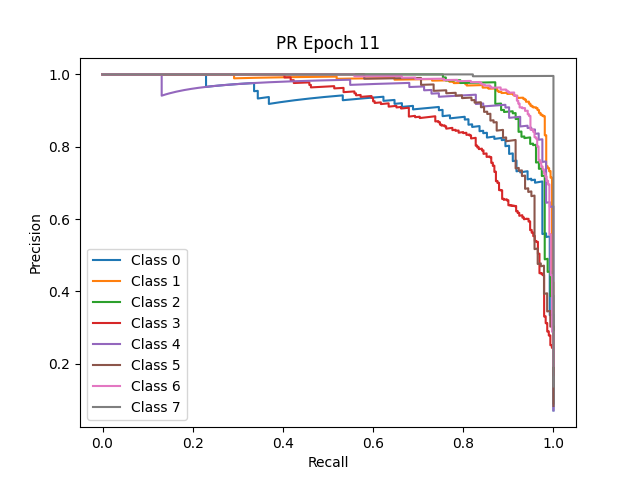 PR Epoch 11
Precision
1.0
0.8
0.6
0.4
0.2
Class 0
Class 1
Class 2
Class 3
Class 4
Class 5
Class 6
Class 7
0.0 0.2 0.4 0.6 0.8 1.0
Recall